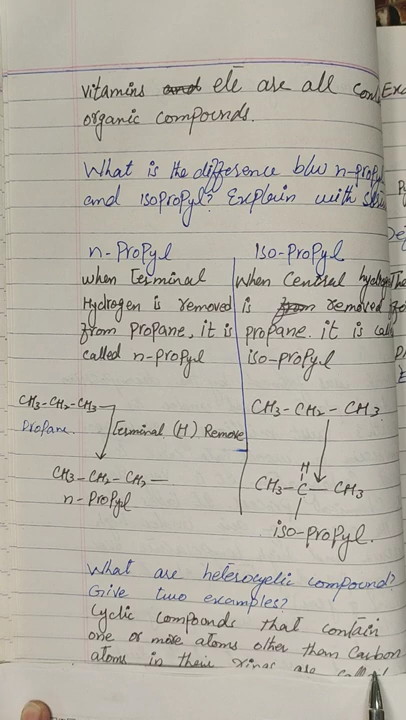 vitamins and etc are all
organic compounds.
What is the difference b/w n-propyl
and isopropyl? Explain with
n-Propyl
when Terminal
Hydrogen is removed
from Propane, it is
called n-propyl
CH3-CH2-CH3
Propane.
Terminal (H) Remove
CH3-CH2-CH2-
n-Propyl
Iso-Propyl
When Central hydrogen
is from removed
propane. it is
iso-propyl
CH3-CH2-CH3
H
CH3-C-CH3
iso-propyl.
What are heterocyclic compound?
Give two examples?
Cyclic compounds that contain
one or more atoms other than Carbon
atoms in their rings are called